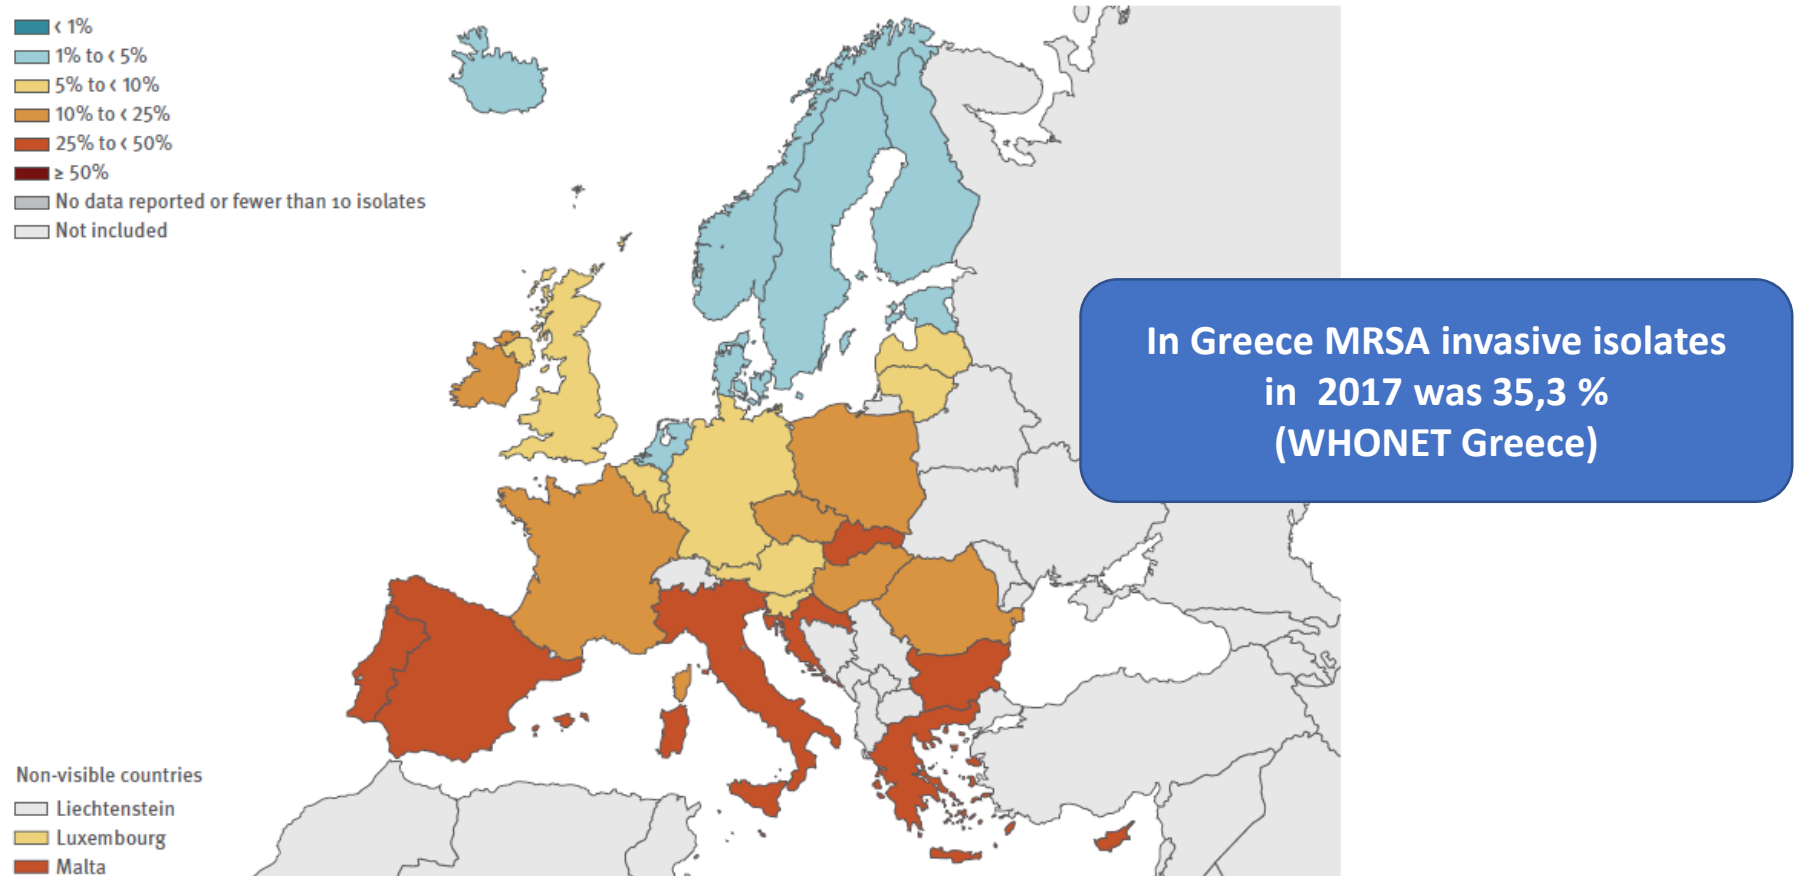 < 1%
1% to < 5%
5% to < 10%
10% to < 25%
25% to < 50%
≥ 50%
No data reported or fewer than 10 isolates
Not included
In Greece MRSA invasive isolates
in 2017 was 35,3 %
(WHONET Greece)
Non-visible countries
Liechtenstein
Luxembourg
Malta